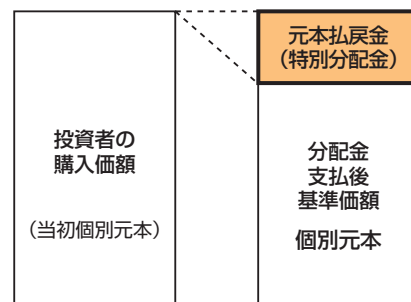 投資者の
購入価額
（当初個別元本）
元本払戻金
（特別分配金）
分配金
支払後
基準価額
個別元本